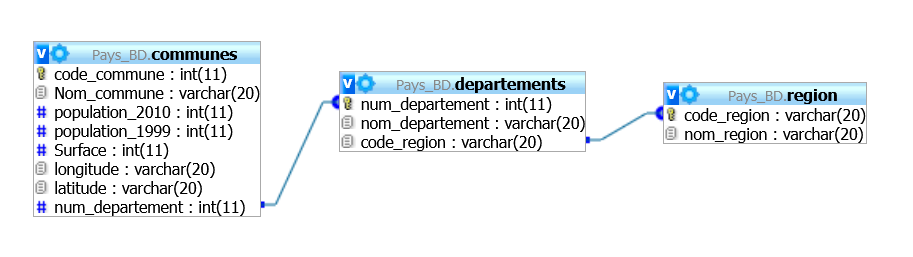 v Pays_BD.communes
code_commune : int(11)
Nom_commune : varchar(20)
# population_2010 : int(11)
# population_1999 : int(11)
# Surface : int(11)
longitude : varchar(20)
latitude : varchar(20)
# num_departement : int(11)
v Pays_BD.departements
num_departement : int(11)
nom_departement : varchar(20)
code_region : varchar(20)
v Pays_BD.region
code_region : varchar(20)
nom_region : varchar(20)